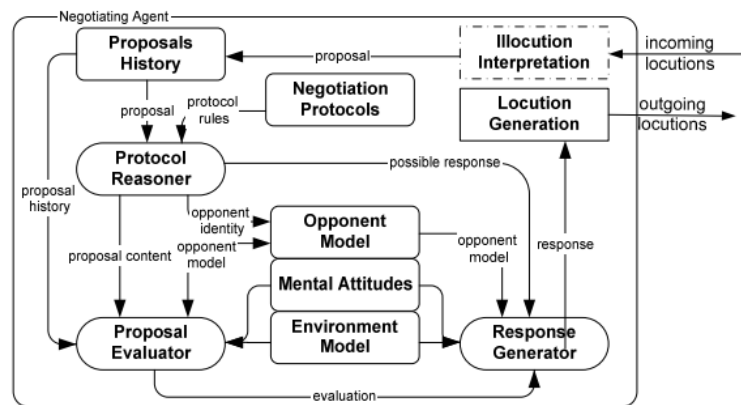 Negotiating Agent
Proposals
History
proposal
Illocution
Interpretation
incoming
locutions
Negotiation
Protocols
protocol
rules
proposal
Locution
Generation
outgoing
locutions
Protocol
Reasoner
possible response
proposal
history
opponent
identity
Opponent
Model
opponent
model
opponent
model
response
proposal content
Mental Attitudes
Proposal
Evaluator
Environment
Model
Response
Generator
evaluation